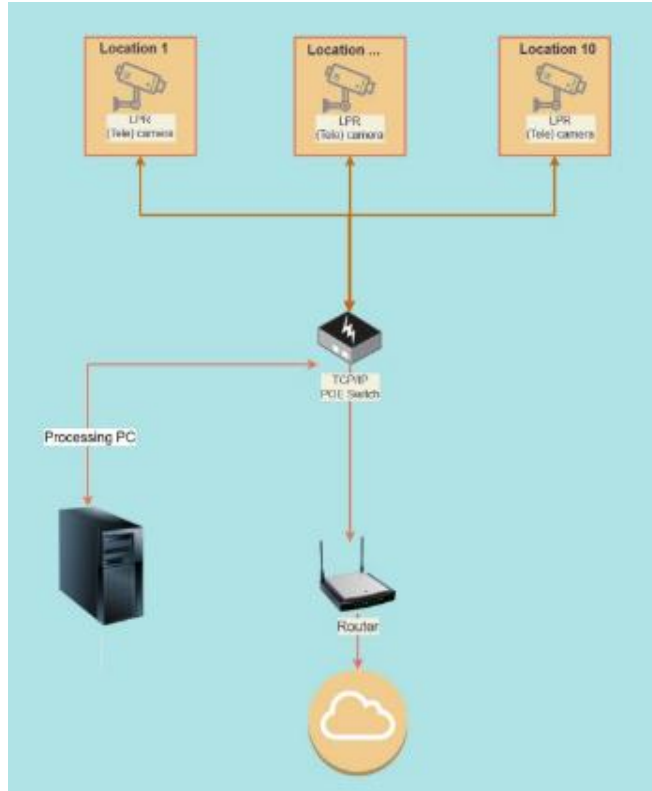 Location 1
LPR
(Tele) camera
Location ...
LPR
(Tele) camera
Location 10
LPR
(Tele) camera
TCP/IP
POE Switch
Processing PC
Router